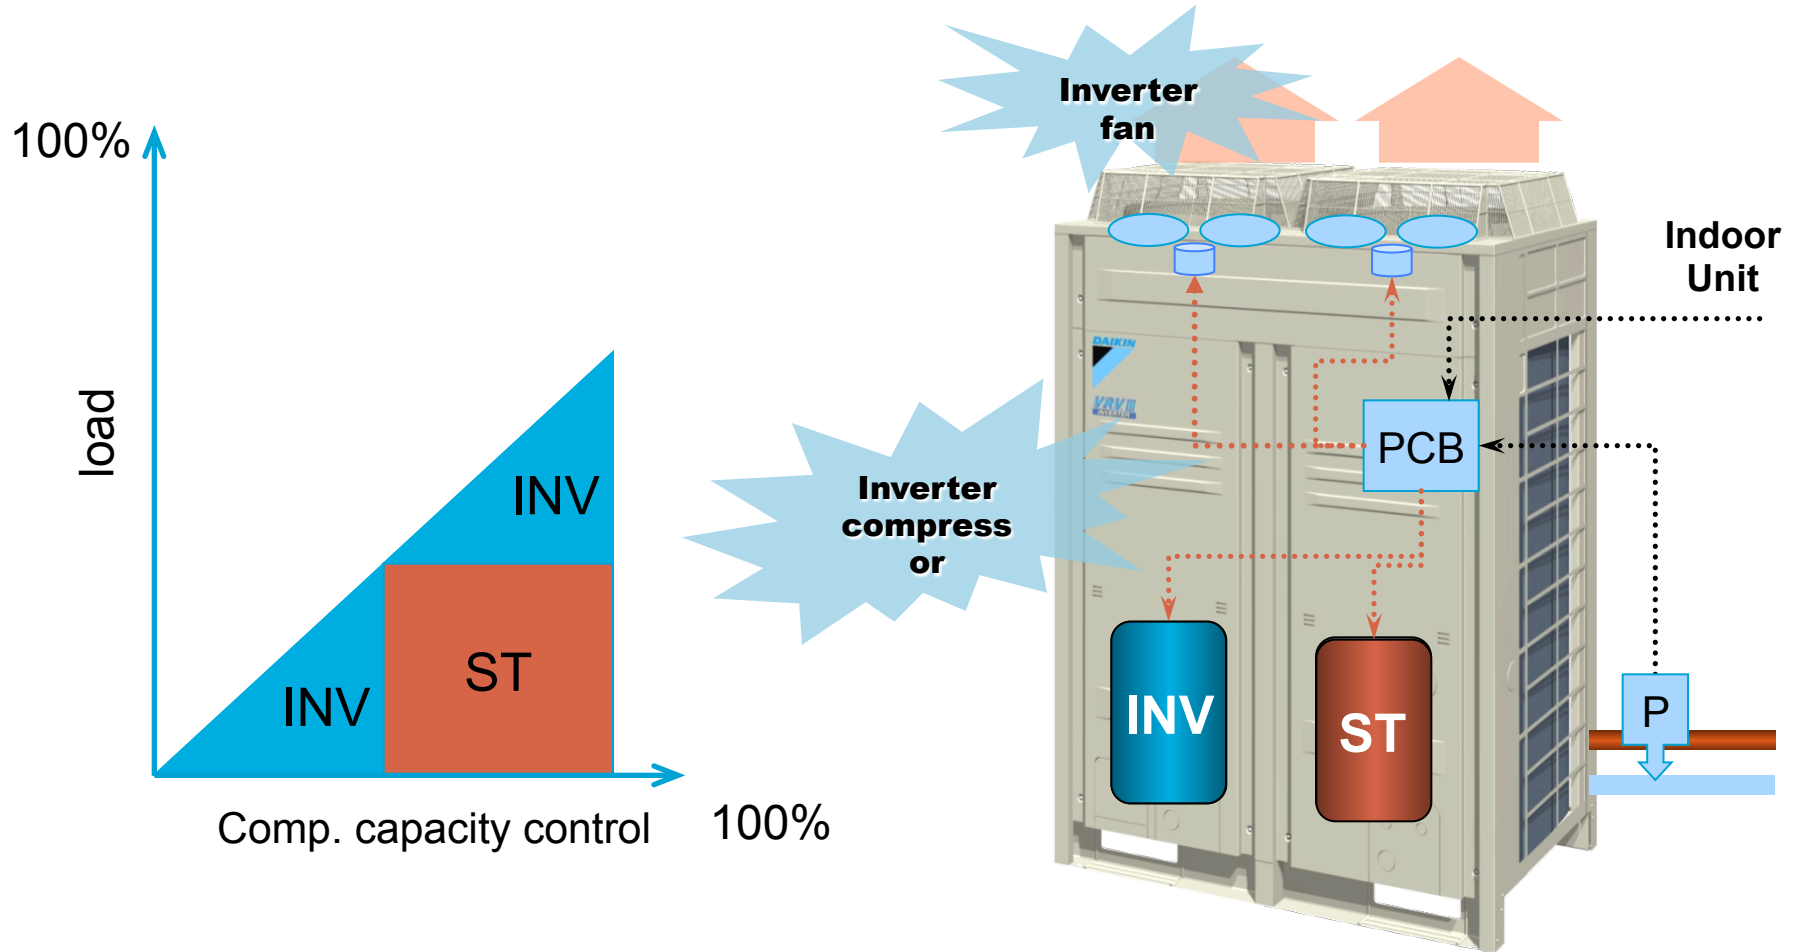 100%
load
INV
INV
ST
Comp. capacity control
100%
Inverter
fan
Indoor
Unit
DAIKIN
VRV III
INVERTER
PCB
Inverter
compress
or
INV
ST
P